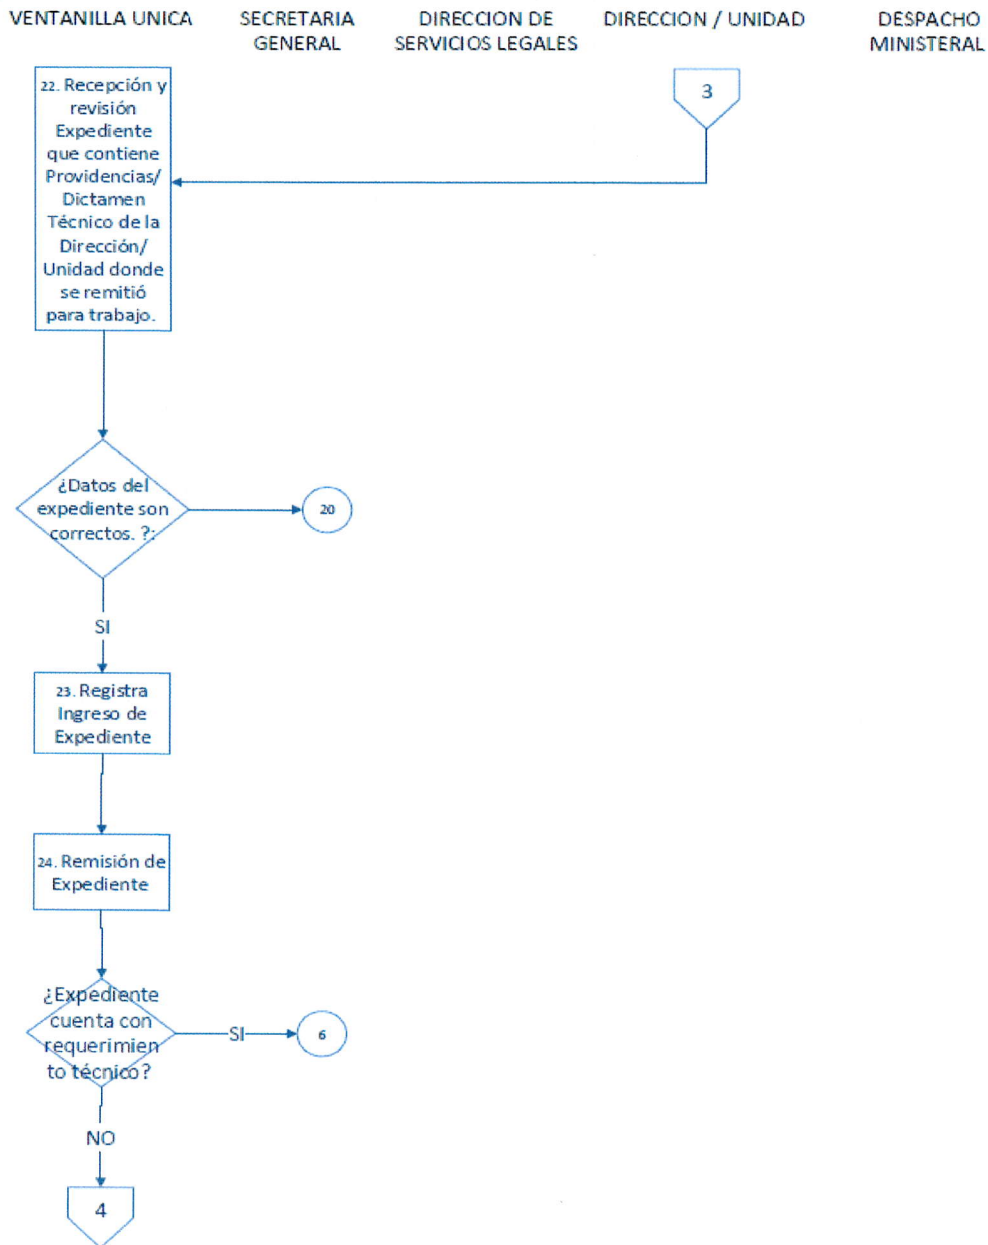 VENTANILLA UNICA
SECRETARIA
GENERAL
DIRECCION DE
SERVICIOS LEGALES
DIRECCION / UNIDAD
DESPACHO
MINISTERAL
3
22. Recepción y
revisión
Expediente
que contiene
Providencias/
Dictamen
Técnico de la
Dirección/
Unidad donde
se remitió
para trabajo.
¿Datos del
expediente son
correctos. ?:
20
SI
23. Registra
Ingreso de
Expediente
24. Remisión de
Expediente
¿Expediente
cuenta con
requerimien
to técnico?
SI
6
NO
4